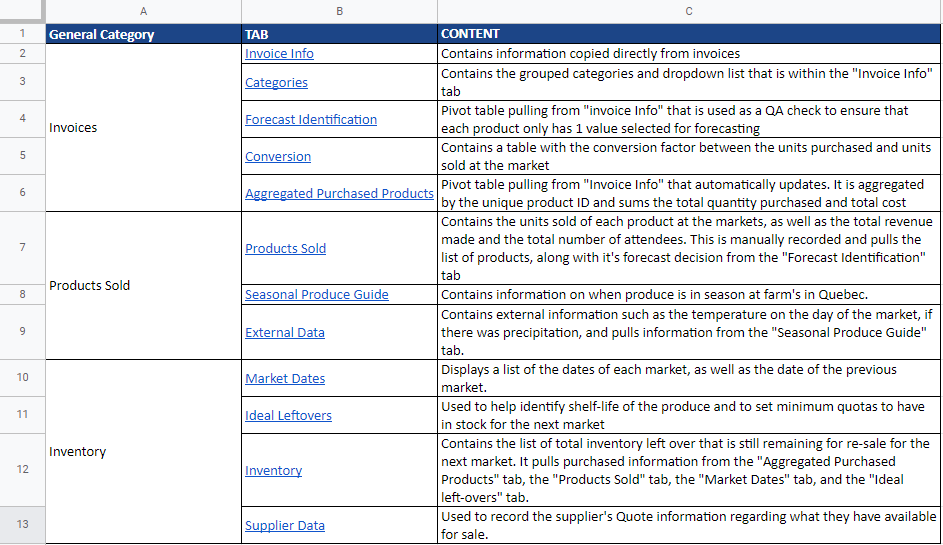 A B C
1 General Category TAB CONTENT
2 Invoice Info Contains information copied directly from invoices
3 Categories Contains the grouped categories and dropdown list that is within the "Invoice Info"
tab
4 Invoices Forecast Identification Pivot table pulling from "invoice Info" that is used as a QA check to ensure that
each product only has 1 value selected for forecasting
5 Conversion Contains a table with the conversion factor between the units purchased and units
sold at the market
6 Aggregated Purchased Products Pivot table pulling from "Invoice Info" that automatically updates. It is aggregated
by the unique product ID and sums the total quantity purchased and total cost
7 Products Sold Contains the units sold of each product at the markets, as well as the total revenue
made and the total number of attendees. This is manually recorded and pulls the
list of products, along with it's forecast decision from the "Forecast Identification"
tab
Products Sold
8 Seasonal Produce Guide Contains information on when produce is in season at farm's in Quebec.
9 External Data Contains external information such as the temperature on the day of the market, if
there was precipitation, and pulls information from the "Seasonal Produce Guide"
tab.
10 Market Dates Displays a list of the dates of each market, as well as the date of the previous
market.
11 Ideal Leftovers Used to help identify shelf-life of the produce and to set minimum quotas to have
in stock for the next market
Inventory
12 Inventory Contains the list of total inventory left over that is still remaining for re-sale for the
next market. It pulls purchased information from the "Aggregated Purchased
Products" tab, the "Products Sold" tab, the "Market Dates" tab, and the "Ideal
left-overs" tab.
13 Supplier Data Used to record the supplier's Quote information regarding what they have available
for sale.